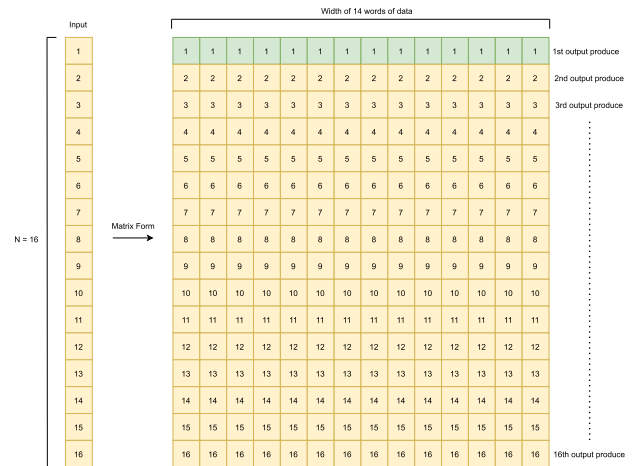 Width of 14 words of data
Input
1 1 1 1 1 1 1 1 1 1 1 1 1 1 1 1st output produce
2 2 2 2 2 2 2 2 2 2 2 2 2 2 2 2nd output produce
3 3 3 3 3 3 3 3 3 3 3 3 3 3 3 3rd output produce
4 4 4 4 4 4 4 4 4 4 4 4 4 4 4
5 5 5 5 5 5 5 5 5 5 5 5 5 5 5
6 6 6 6 6 6 6 6 6 6 6 6 6 6 6
7 7 7 7 7 7 7 7 7 7 7 7 7 7 7
Matrix Form
N = 16 8 8 8 8 8 8 8 8 8 8 8 8 8 8 8
9 9 9 9 9 9 9 9 9 9 9 9 9 9 9
10 10 10 10 10 10 10 10 10 10 10 10 10 10 10
11 11 11 11 11 11 11 11 11 11 11 11 11 11 11
12 12 12 12 12 12 12 12 12 12 12 12 12 12 12
13 13 13 13 13 13 13 13 13 13 13 13 13 13 13
14 14 14 14 14 14 14 14 14 14 14 14 14 14 14
15 15 15 15 15 15 15 15 15 15 15 15 15 15 15
16 16 16 16 16 16 16 16 16 16 16 16 16 16 16 16th output produce